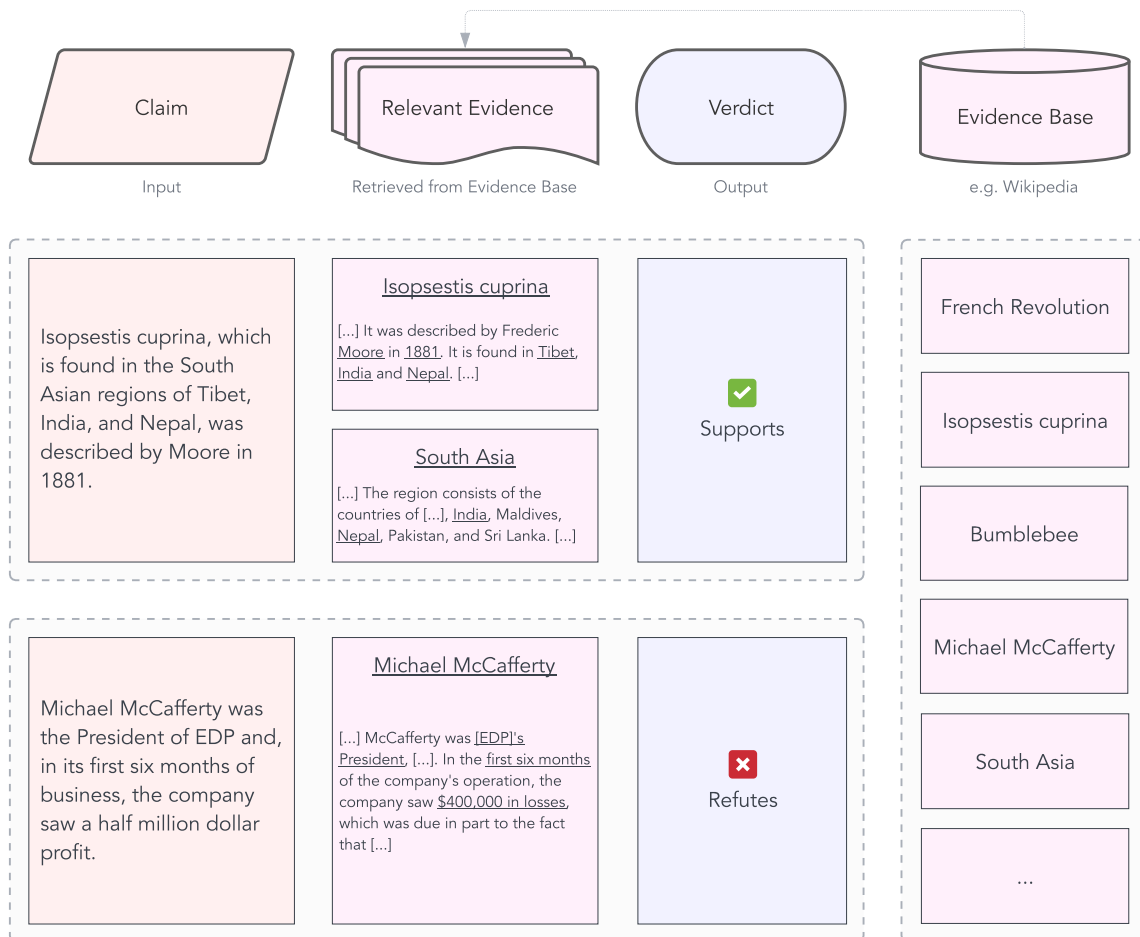 Claim
Relevant Evidence
Verdict
Evidence Base
Input
Retrieved from Evidence Base
Output
e.g. Wikipedia
Isopsestis cuprina, which
is found in the South
Asian regions of Tibet,
India, and Nepal, was
described by Moore in
1881.
Isopsestis cuprina
[...] It was described by Frederic
Moore in 1881. It is found in Tibet,
India and Nepal. [...]
South Asia
[...] The region consists of the
countries of [...], India, Maldives,
Nepal, Pakistan, and Sri Lanka. [...]
Supports
Michael McCafferty was
the President of EDP and,
in its first six months of
business, the company
saw a half million dollar
profit.
Michael McCafferty
[...] McCafferty was [EDP]'s
President, [...]. In the first six months
of the company's operation, the
company saw $400,000 in losses,
which was due in part to the fact
that [...]
Refutes
French Revolution
Isopsestis cuprina
Bumblebee
Michael McCafferty
South Asia
...